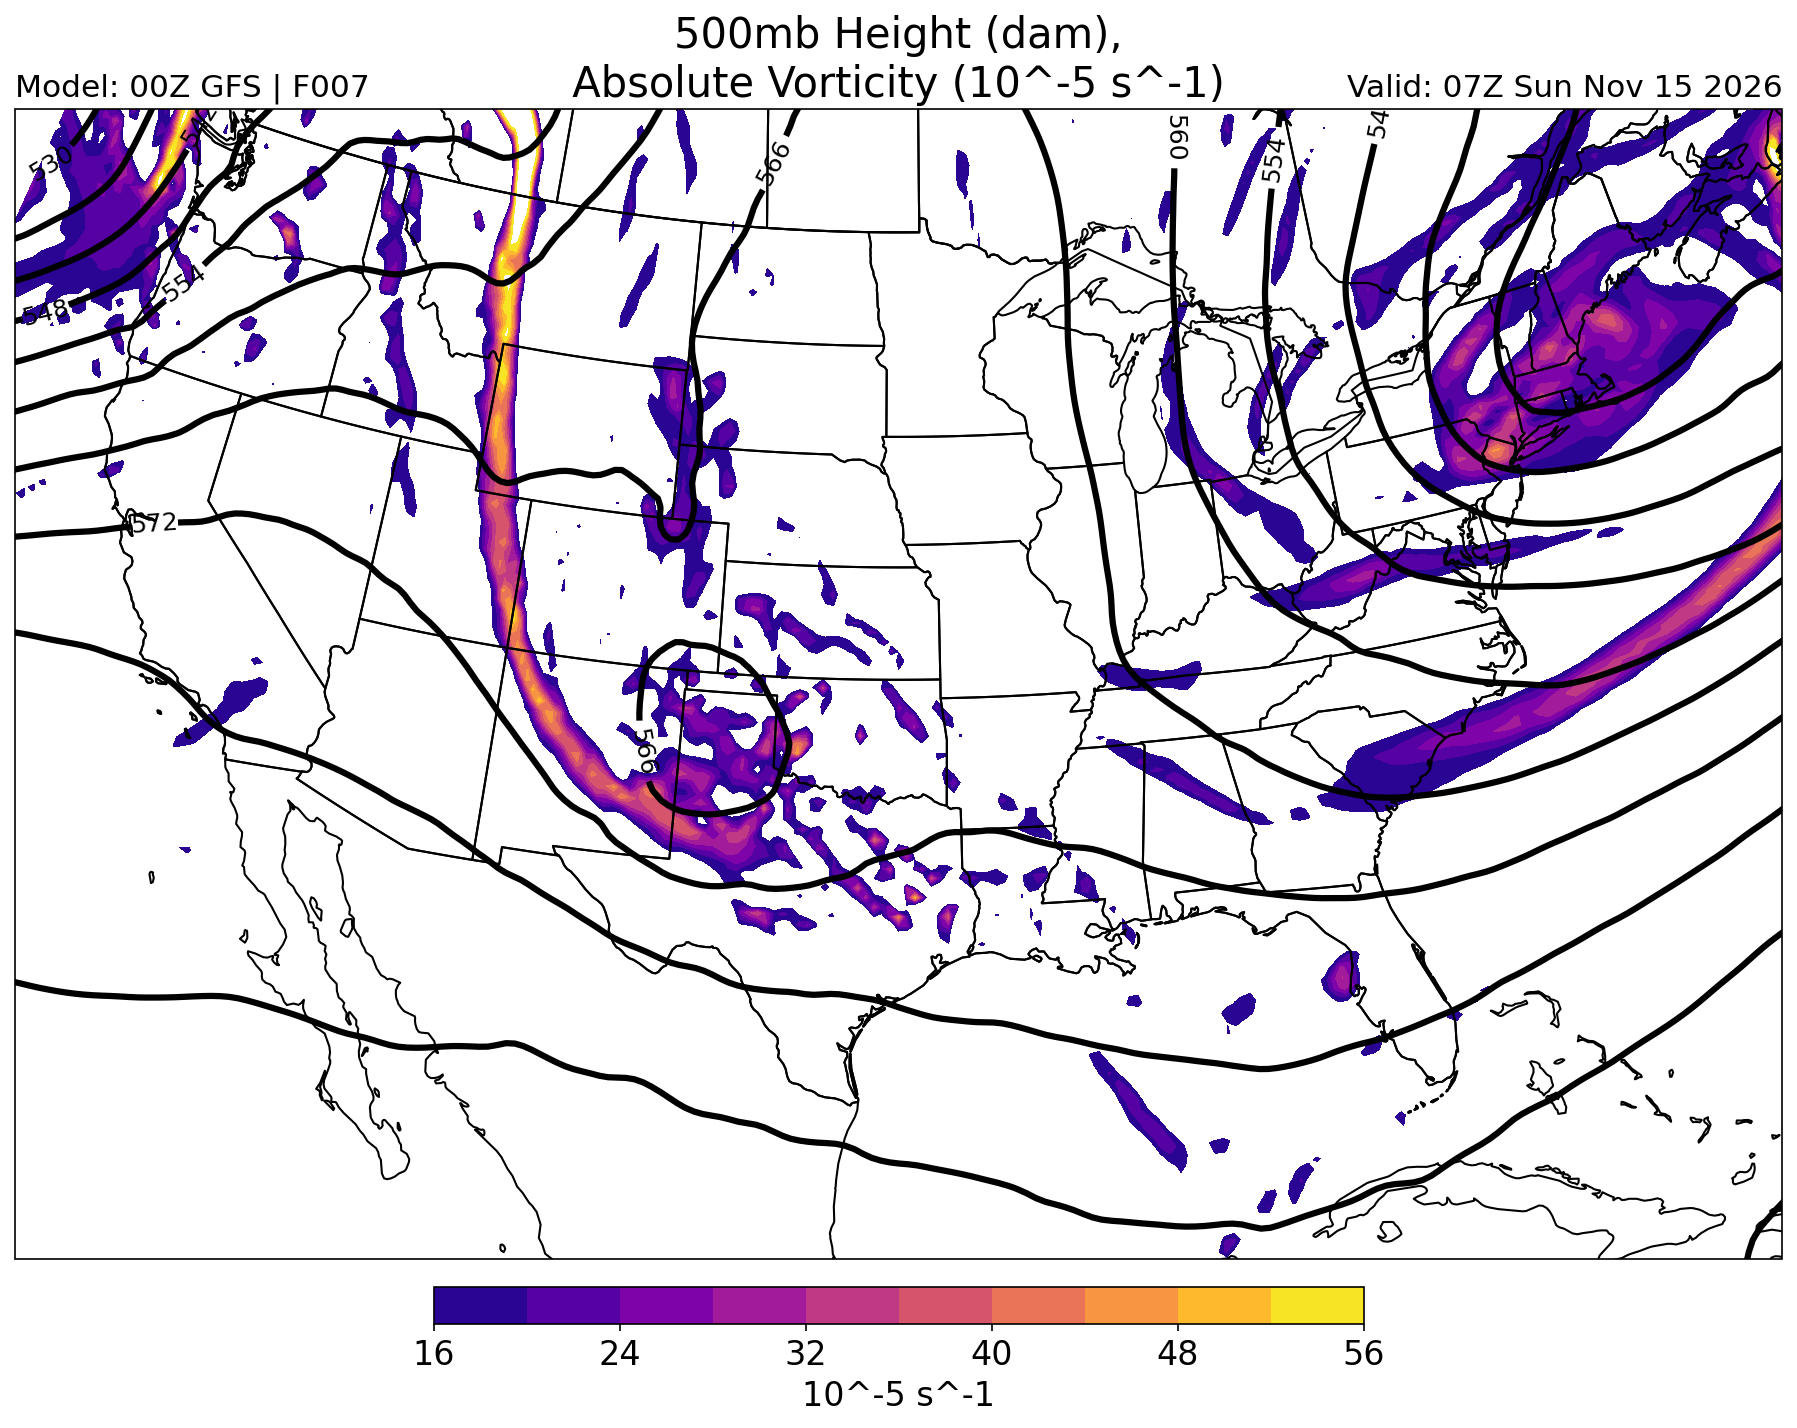 500mb Height (dam),
Absolute Vorticity (10^-5 s^-1)
Model: 00Z GFS | F007
Valid: 07Z Sun Nov 15 2026
530
548
554
566
560
554
572
566
16 24 32 40 48 56
10^-5 s^-1